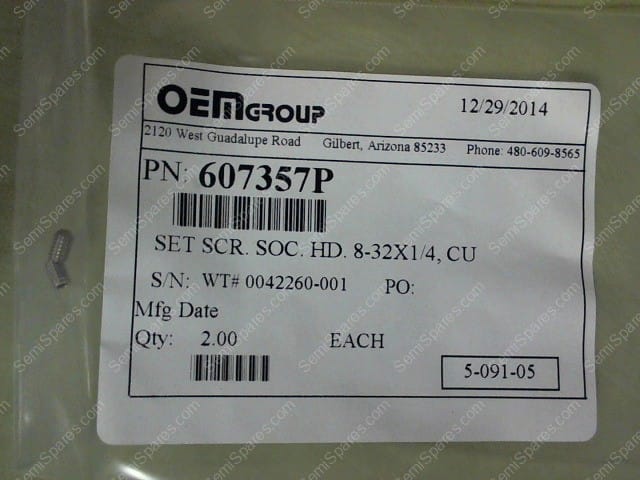 OEMGROUP 12/29/2014
2120 West Guadalupe Road Gilbert, Arizona 85233 Phone: 480-609-8565
PN: 607357P
SET SCR. SOC. HD. 8-32X1/4, CU
S/N: WT# 0042260-001 PO:
Mfg Date
Qty: 2.00 EACH
5-091-05
SemiSpares.com